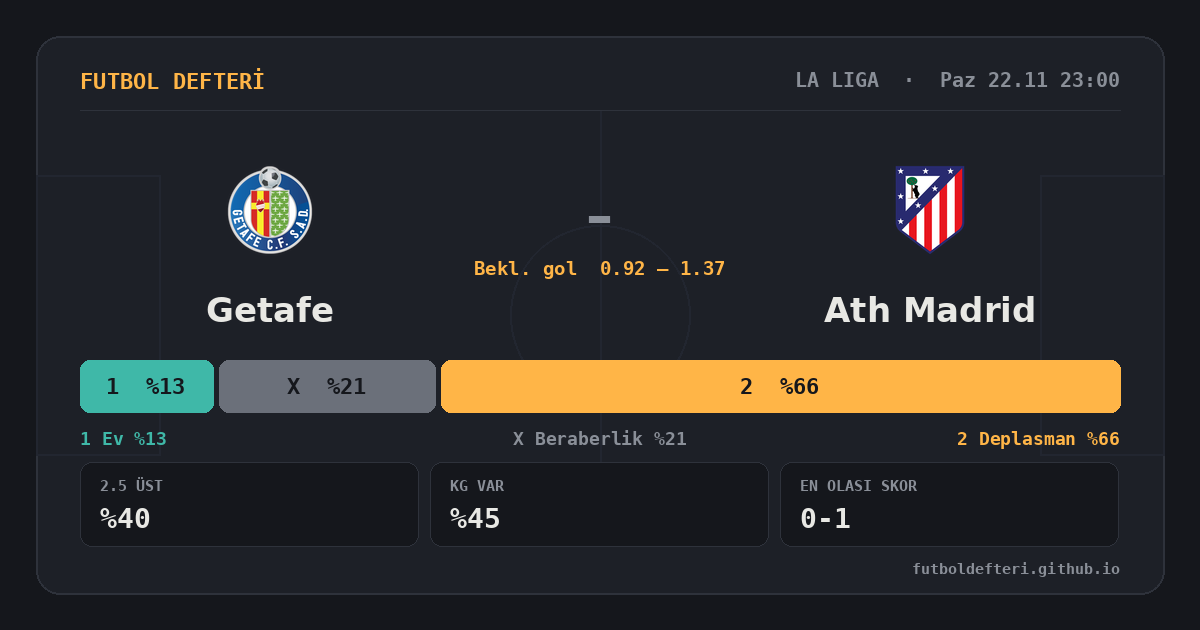 FUTBOL DEFTERİ
LA LIGA · Paz 22.11 23:00
GETAFE C.F. S.A.D.
–
Bekl. gol 0.92 – 1.37
Getafe
Ath Madrid
1 %13
X %21
2 %66
1 Ev %13
X Beraberlik %21
2 Deplasman %66
2.5 ÜST
KG VAR
EN OLASI SKOR
%40
%45
0-1
futboldefteri.github.io